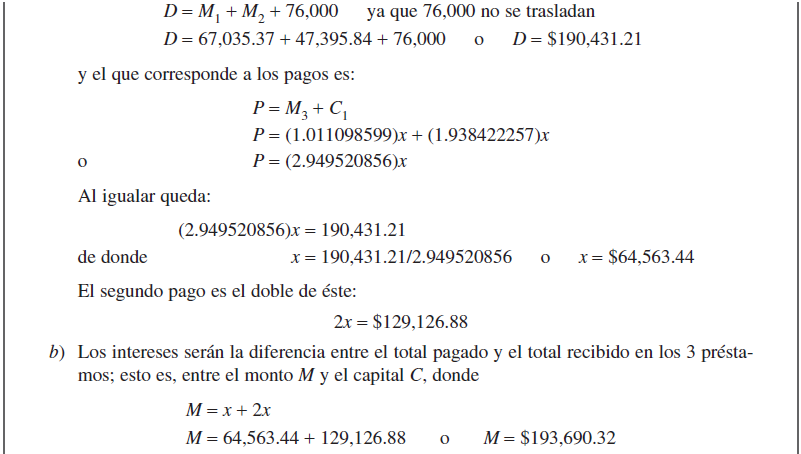 D = M₁ + M₂ + 76,000 ya que 76,000 no se trasladan
D = 67,035.37 + 47,395.84 + 76,000 o D = $190,431.21
y el que corresponde a los pagos es:
P = M₃ + C₁
P = (1.011098599)x + (1.938422257)x
o P = (2.949520856)x
Al igualar queda:
(2.949520856)x = 190,431.21
de donde x = 190,431.21/2.949520856 o x = $64,563.44
El segundo pago es el doble de éste:
2x = $129,126.88
b) Los intereses serán la diferencia entre el total pagado y el total recibido en los 3 présta-
mos; esto es, entre el monto M y el capital C, donde
M = x + 2x
M = 64,563.44 + 129,126.88 o M = $193,690.32